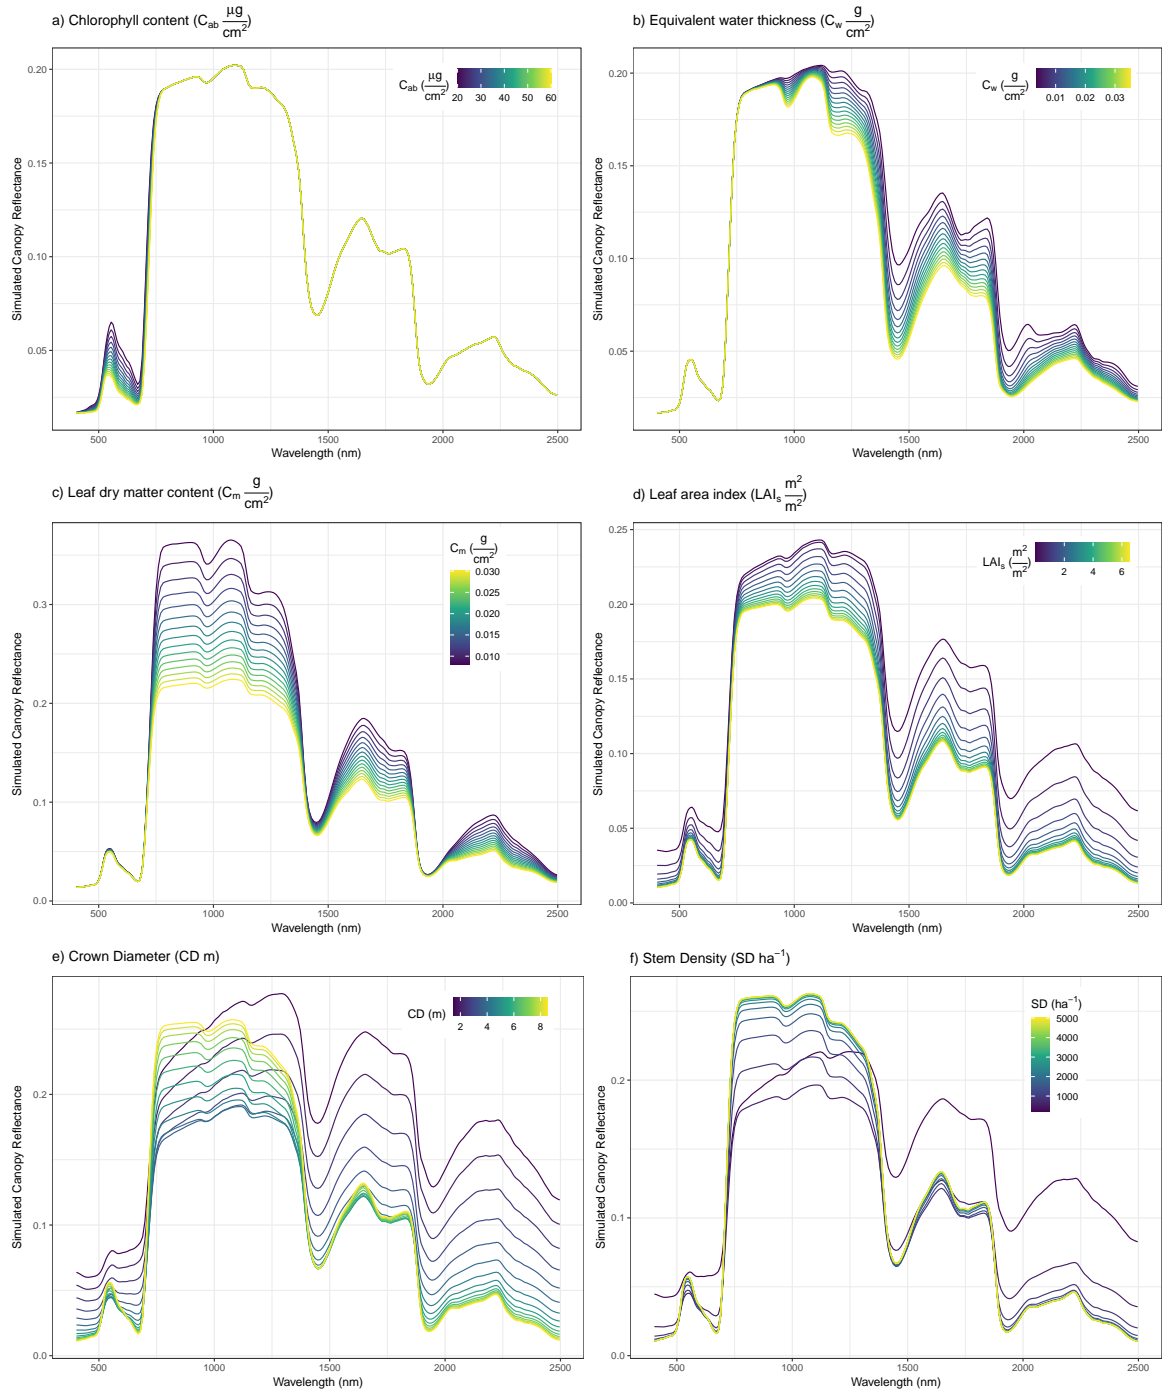 a) Chlorophyll content (C_ab μg/cm²)
C_ab (μg/cm²)
20 30 40 50 60
0.20
0.15
0.10
0.05
Simulated Canopy Reflectance
500 1000 1500 2000 2500
Wavelength (nm)
b) Equivalent water thickness (C_w g/cm²)
C_w (g/cm²)
0.01 0.02 0.03
0.20
0.15
0.10
0.05
Simulated Canopy Reflectance
500 1000 1500 2000 2500
Wavelength (nm)
c) Leaf dry matter content (C_m g/cm²)
C_m (g/cm²)
0.030
0.025
0.020
0.015
0.010
0.3
0.2
0.1
0.0
Simulated Canopy Reflectance
500 1000 1500 2000 2500
Wavelength (nm)
d) Leaf area index (LAI_s m²/m²)
LAI_s (m²/m²)
2 4 6
0.25
0.20
0.15
0.10
0.05
0.00
Simulated Canopy Reflectance
500 1000 1500 2000 2500
Wavelength (nm)
e) Crown Diameter (CD m)
CD (m)
2 4 6 8
0.2
0.1
0.0
Simulated Canopy Reflectance
500 1000 1500 2000 2500
Wavelength (nm)
f) Stem Density (SD ha⁻¹)
SD (ha⁻¹)
5000
4000
3000
2000
1000
0.2
0.1
0.0
Simulated Canopy Reflectance
500 1000 1500 2000 2500
Wavelength (nm)